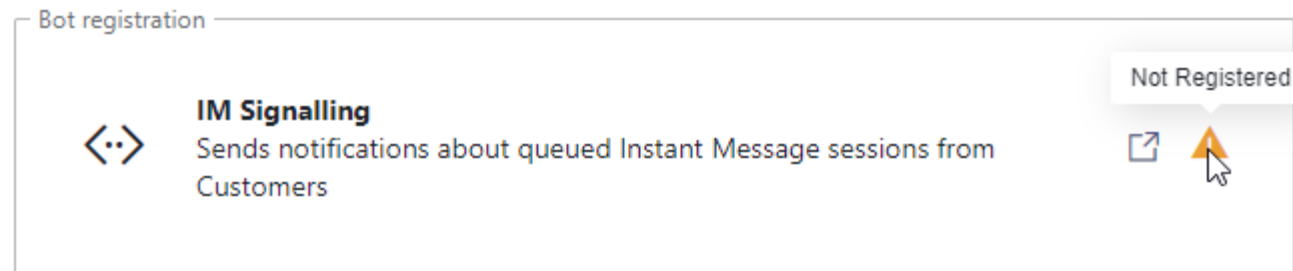 Bot registration
Not Registered
IM Signalling
Sends notifications about queued Instant Message sessions from
Customers